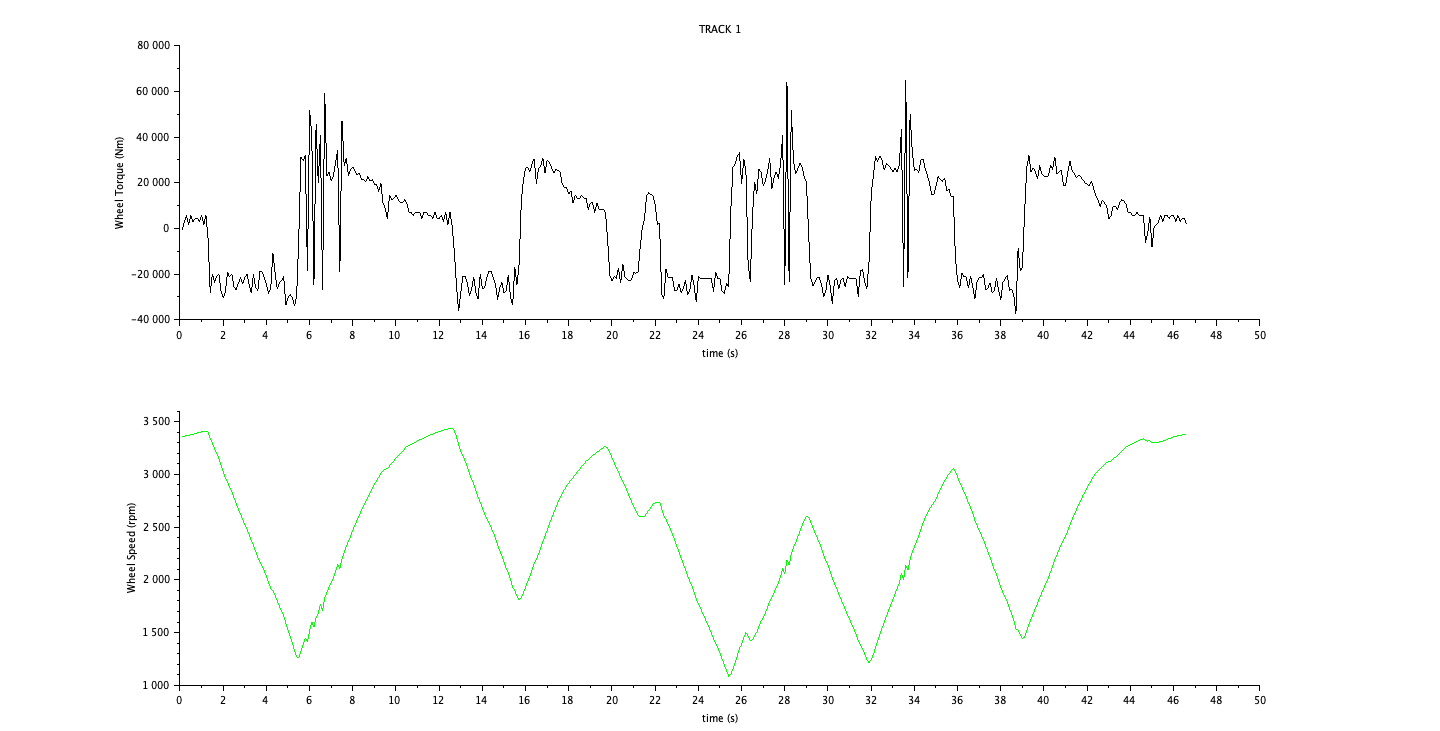 TRACK 1
80 000
60 000
40 000
20 000
0
−20 000
−40 000
Wheel Torque (Nm)
0 2 4 6 8 10 12 14 16 18 20 22 24 26 28 30 32 34 36 38 40 42 44 46 48 50
time (s)
3 500
3 000
2 500
2 000
1 500
1 000
Wheel Speed (rpm)
0 2 4 6 8 10 12 14 16 18 20 22 24 26 28 30 32 34 36 38 40 42 44 46 48 50
time (s)